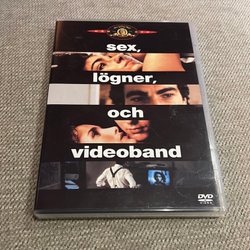 sex,
lögner,
och
videoband
DVD